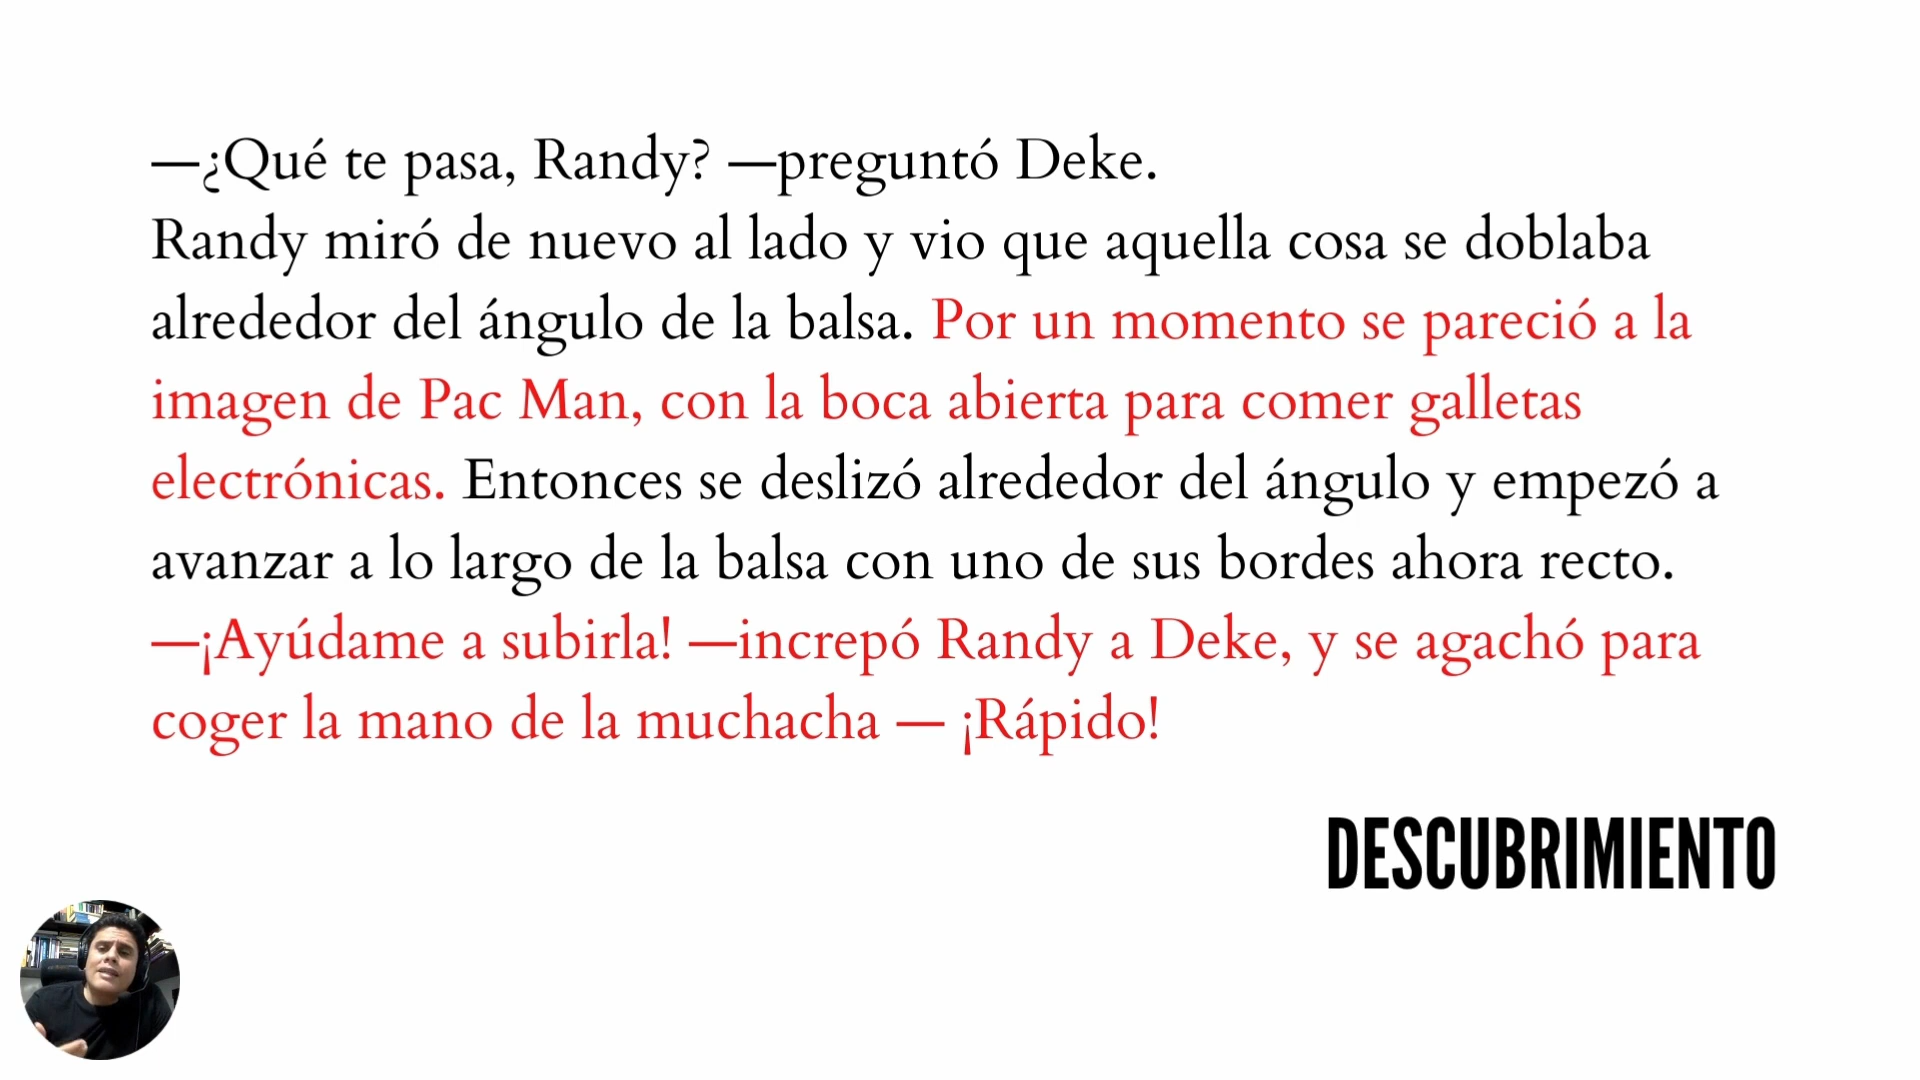 —¿Qué te pasa, Randy? —preguntó Deke.
Randy miró de nuevo al lado y vio que aquella cosa se doblaba
alrededor del ángulo de la balsa. Por un momento se pareció a la
imagen de Pac Man, con la boca abierta para comer galletas
electrónicas. Entonces se deslizó alrededor del ángulo y empezó a
avanzar a lo largo de la balsa con uno de sus bordes ahora recto.
—¡Ayúdame a subirla! —increpó Randy a Deke, y se agachó para
coger la mano de la muchacha — ¡Rápido!
DESCUBRIMIENTO